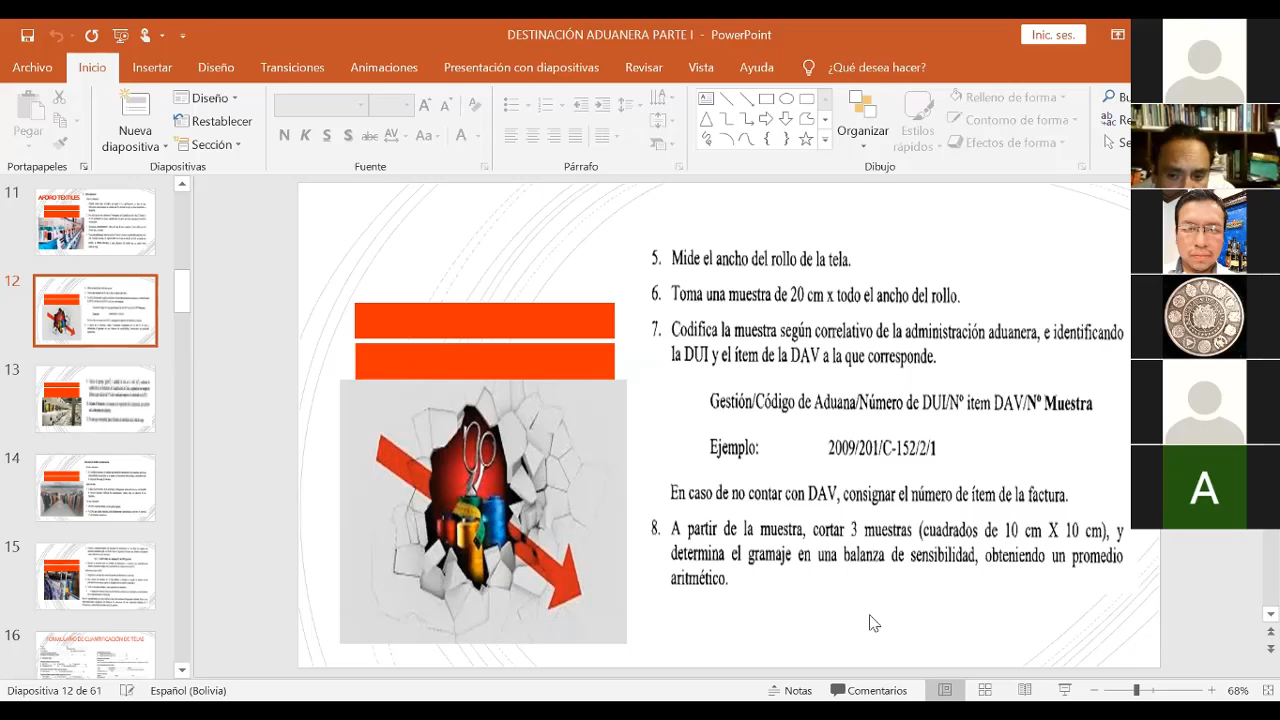 DESTINACIÓN ADUANERA PARTE I - PowerPoint
Inic. ses.
Archivo
Inicio
Insertar
Diseño
Transiciones
Animaciones
Presentación con diapositivas
Revisar
Vista
Ayuda
¿Qué desea hacer?
Pegar
Nueva
diapositiva
Diseño
Restablecer
Sección
N K S S abc AV Aa A
Organizar
Estilos
rápidos
Relleno de forma
Contorno de forma
Efectos de forma
Portapapeles
Diapositivas
Fuente
Párrafo
Dibujo
11
AFORO TEXTILES
12
13
14
15
16
FORMULARIO DE CUANTIFICACIÓN DE TELAS
5. Mide el ancho del rollo de la tela.
6. Toma una muestra de 20 cm x todo el ancho del rollo.
7. Codifica la muestra según correlativo de la administración aduanera, e identificando
la DUI y el ítem de la DAV a la que corresponde.
Gestión/Código Aduana/Número de DUI/Nº ítem DAV/Nº Muestra
Ejemplo: 2009/201/C-152/2/1
En caso de no contar con DAV, consignar el número de ítem de la factura.
8. A partir de la muestra cortar 3 muestras (cuadrados de 10 cm X 10 cm), y
determina el gramaje en la balanza de sensibilidad, obteniendo un promedio
aritmético.
A
Diapositiva 12 de 61
Español (Bolivia)
Notas
Comentarios
68%